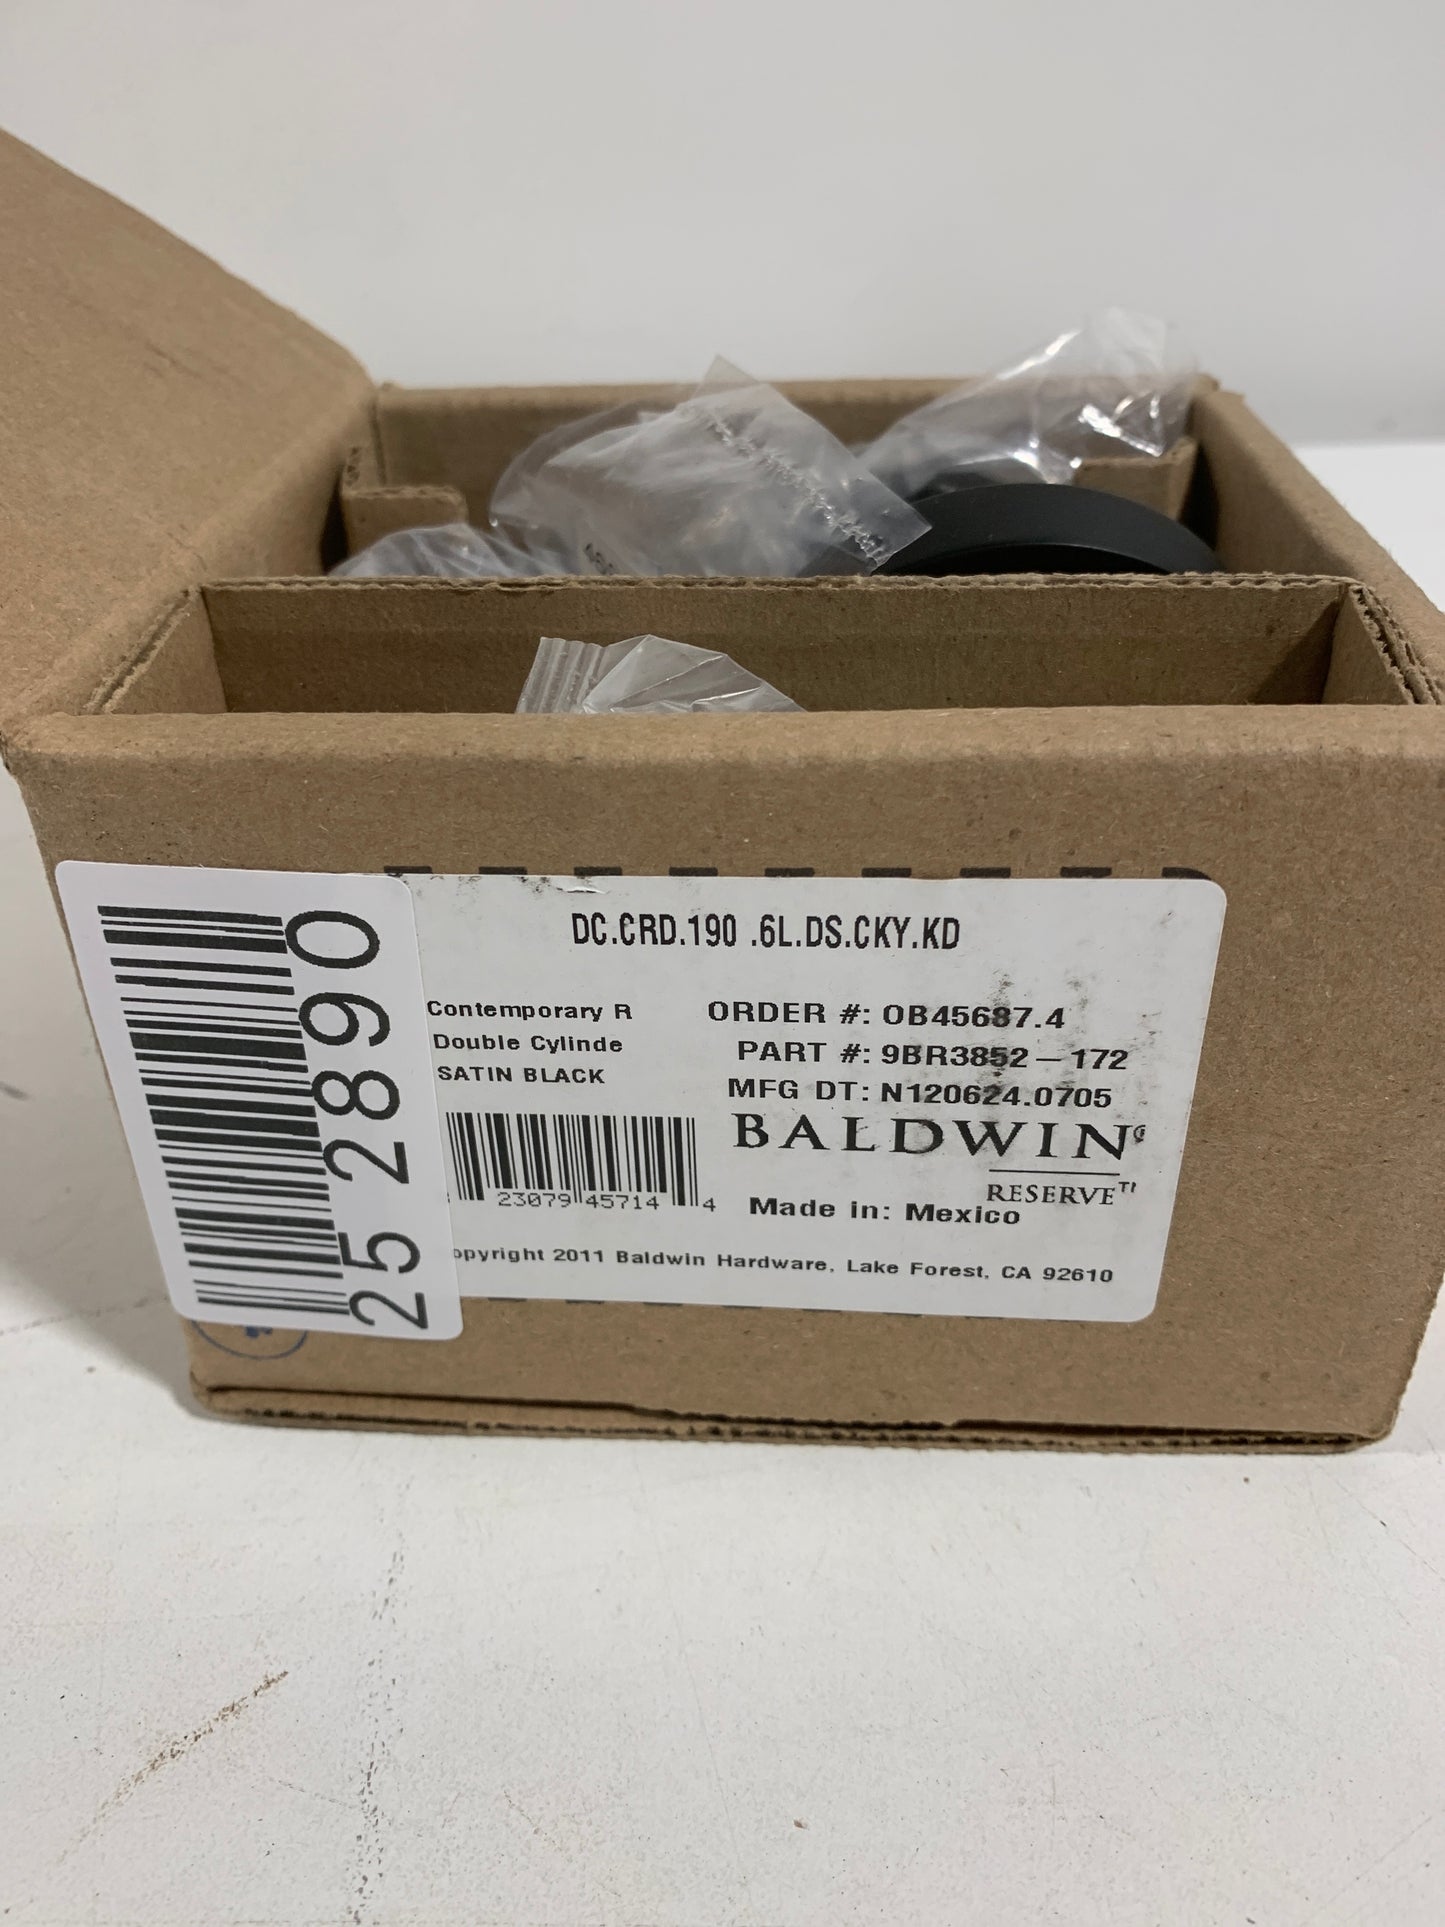 25 2890
DC.CRD.190 .6L.DS.CKY.KD
Contemporary R
Double Cylinde
SATIN BLACK
ORDER #: OB45687.4
PART #: 9BR3852-172
MFG DT: N120624.0705
BALDWIN
RESERVE™
23079 45714 4
Made in: Mexico
opyright 2011 Baldwin Hardware, Lake Forest, CA 92610